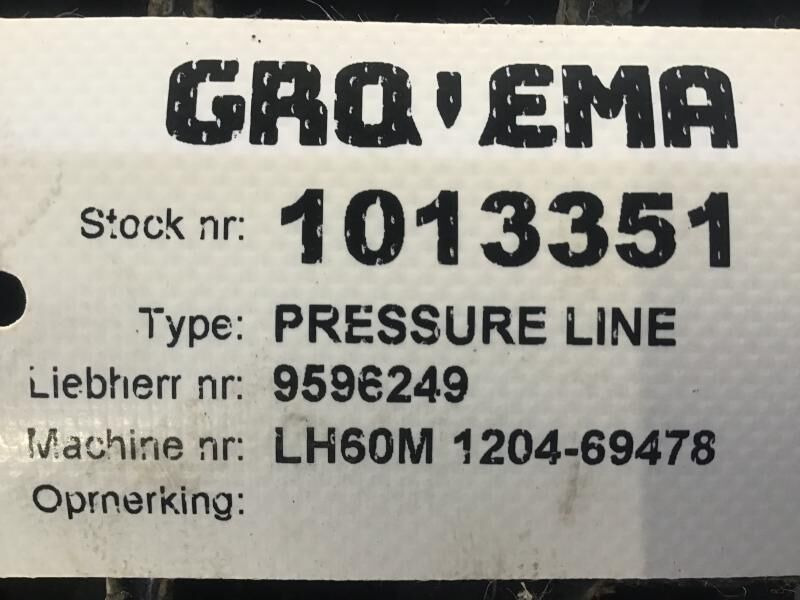 GRO'EMA
Stock nr: 1013351
Type: PRESSURE LINE
Liebherr nr: 9596249
Machine nr: LH60M 1204-69478
Opmerking: